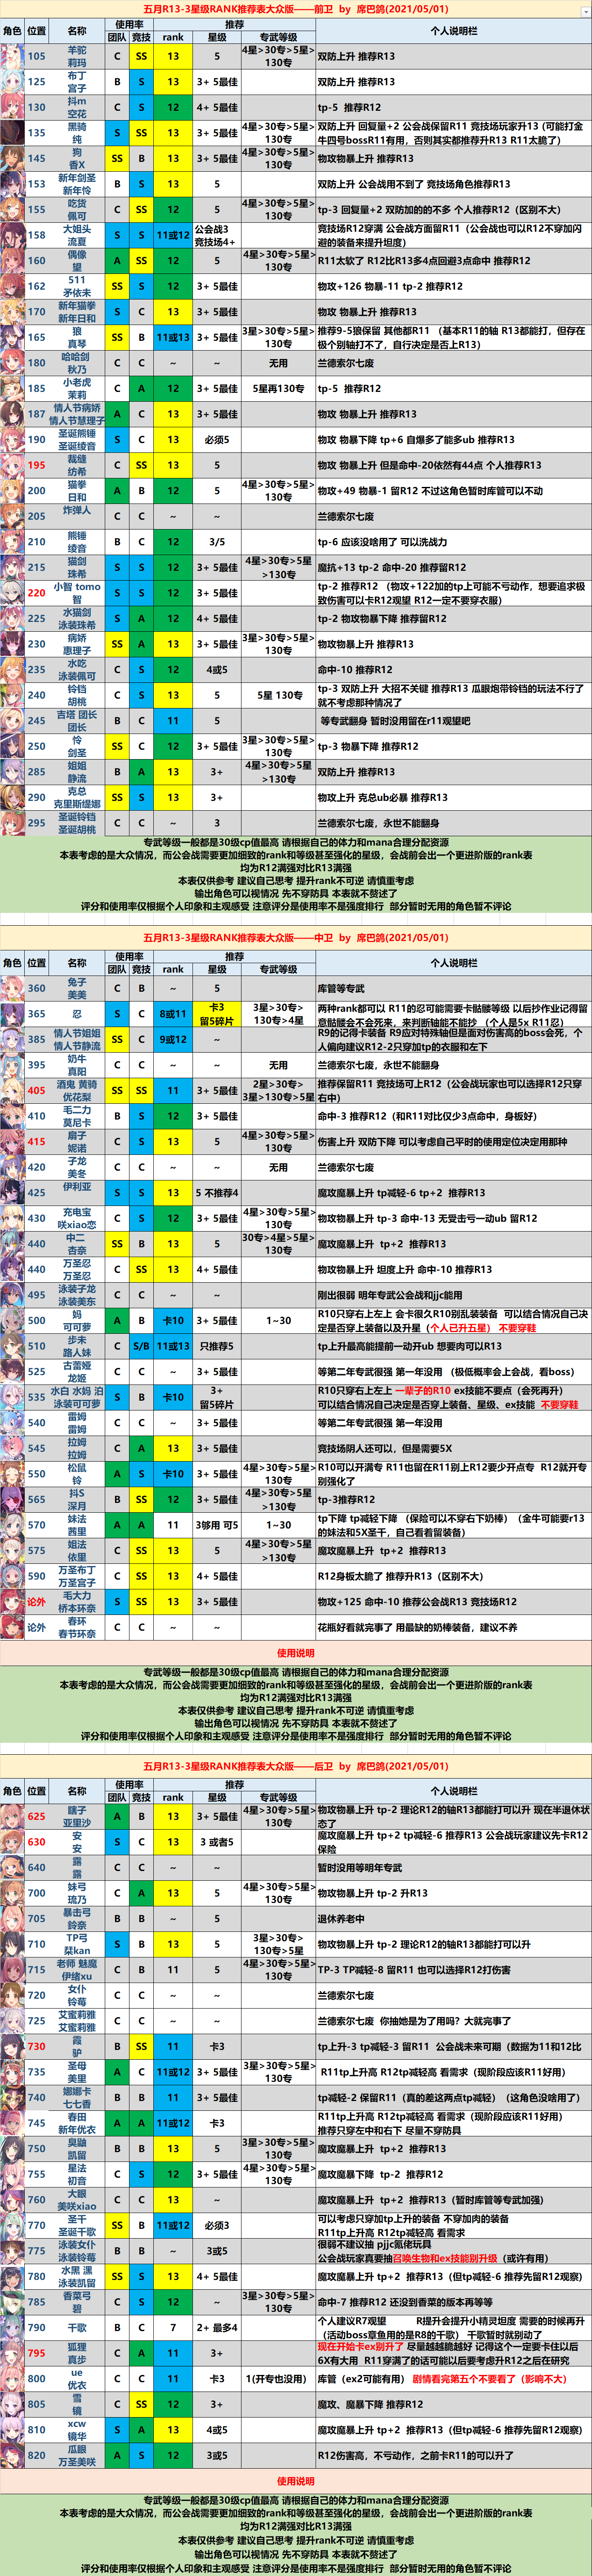 五月R13-3星级RANK推荐表大众版——前卫 by 席巴鸽(2021/05/01)
角色 位置 名称 使用率 推荐 个人说明栏
团队 竞技 rank 星级 专武等级
105 羊驼 莉玛 C SS 13 5 4星>30专>5星>130专 双防上升 推荐R13
125 布丁 宫子 B S 13 3+ 5最佳 双防上升 推荐R13
130 抖m 空花 C S 12 4+ 5最佳 tp-5 推荐R12
135 黑骑 纯 S SS 13 3+ 5最佳 4星>30专>5星>130专 双防上升 回复量+2 公会战保留R11 竞技场玩家升13 (可能打金牛四号bossR11有用，否则其实都推荐升R13 R11太脆了)
145 狗 香X SS B 13 3+ 5最佳 4星>30专>5星>130专 物攻物暴上升 推荐R13
153 新年剑圣 新年怜 B S 13 5 双防上升 公会战用不到了 竞技场角色推荐R13
155 吃货 佩可 C SS 12 5 4星>30专>5星>130专 tp-3 回复量+2 双防加的的不多 个人推荐R12（区别不大）
158 大姐头 流夏 S S 11或12 公会战3 竞技场4+ 竞技场R12穿满 公会战方面留R11（公会战也可以R12不穿加闪避的装备来提升坦度）
160 偶像 望 A SS 12 5 4星>30专>5星>130专 R11太软了 R12比R13多4点回避3点命中 推荐R12
162 511 矛依未 SS S 12 3+ 5最佳 物攻+126 物暴-11 tp-2 推荐R12
170 新年猫拳 新年日和 S C 13 3+ 5最佳 物攻 物暴上升 推荐R13
165 狼 真琴 SS B 11或13 3+ 5最佳 3星>30专>5星>130专 推荐9-5狼保留 其他都R11 （基本R11的轴 R13都能打，但存在极个别轴打不了，自行决定是否上R13）
180 哈哈剑 秋乃 C C ~ ~ 无用 兰德索尔七废
185 小老虎 茉莉 C A 12 3+ 5最佳 5星再130专 tp-5 推荐R12
187 情人节病娇 情人节慧理子 A C 13 3+ 5最佳 物攻 物暴上升 推荐R13
190 圣诞熊锤 圣诞绫音 S C 13 必须5 物攻 物暴下降 tp+6 自爆多了能多ub 推荐R13
195 裁缝 纺希 C SS 13 5 物攻 物暴上升 但是命中-20依然有44点 个人推荐R13
200 猫拳 日和 A B 12 5 4星>30专>5星>130专 物攻+49 物暴-1 留R12 不过这角色暂时库管可以不动
205 炸弹人 C C ~ ~ 兰德索尔七废
210 熊锤 绫音 B C 12 3/5 tp-6 应该没啥用了 可以洗战力
215 猫剑 珠希 S S 12 3+ 5最佳 4星>30专>5星>130专 魔抗+13 tp-2 命中-20 推荐留R12
220 小智 tomo 智 S S 12 3+ 5最佳 tp-2 推荐R12 （物攻+122加的tp上可能不亏动作，想要追求极致伤害可以卡R12观望 R12一定不要穿衣服）
225 水猫剑 泳装珠希 S A 12 4+ 5最佳 tp-2 物攻物暴下降 推荐留R12
230 病娇 惠理子 SS A 13 3+ 5最佳 3星>30专>5星>130专 物攻物暴上升 推荐R13
235 水吃 泳装佩可 C S 12 4或5 命中-10 推荐R12
240 铃铛 胡桃 C S 13 5 5星 130专 tp-3 双防上升 大招不关键 推荐R13 瓜眼炮带铃铛的玩法不行了就不考虑那种情况了
245 吉塔 团长 团长 B C 11 5 等专武翻身 暂时没用留在r11观望吧
250 怜 剑圣 SS C 12 3+ 5最佳 3星>30专>5星>130专 tp-3 物暴下降 推荐R12
285 姐姐 静流 B A 13 3+ 4星>30专>5星>130专 双防上升 推荐R13
290 克总 克里斯缇娜 SS S 13 3+ 物攻上升 克总ub必暴 推荐R13
295 圣诞铃铛 圣诞胡桃 C C ~ 3 兰德索尔七废，永世不能翻身
专武等级一般都是30级cp值最高 请根据自己的体力和mana合理分配资源
本表考虑的是大众情况，而公会战需要更加细致的rank和等级甚至强化的星级，会战前会出一个更进阶版的rank表
均为R12满强对比R13满强
本表仅供参考 建议自己思考 提升rank不可逆 请慎重考虑
输出角色可以视情况 先不穿防具 本表就不赘述了
评分和使用率仅根据个人印象和主观感受 注意评分是使用率不是强度排行 部分暂时无用的角色暂不评论
五月R13-3星级RANK推荐表大众版——中卫 by 席巴鸽(2021/05/01)
角色 位置 名称 使用率 推荐 个人说明栏
团队 竞技 rank 星级 专武等级
360 兔子 美美 C B ~ 5 库管等专武
365 忍 S C 8或11 卡3 留5碎片 3星>30专>130专>4星 两种rank都可以 R11的忍可能需要卡骷髅等级 以后抄作业记得留意骷髅会不会死来，来判断轴能不能抄 （个人是5x R11忍）
385 情人节姐姐 情人节静流 SS C 9或12 ~ R9的记得卡装备 R9应对特殊轴但是面对伤害高的boss会死，个人偏向建议R12-2只穿加tp的衣服和左下
395 奶牛 真阳 C C ~ ~ 无用 兰德索尔七废，永世不能翻身
405 酒鬼 黄骑 优花梨 SS SS 11 3+ 5最佳 2星>30专>3星>130专>5星 推荐保留R11 竞技场可上R12（公会战玩家也可以选择R12只穿右中）
410 毛二力 莫尼卡 B S 12 3+ 5最佳 命中-3 推荐R12（和R11对比仅少3点命中，身板好）
415 扇子 妮诺 C S 13 5 4星>30专>5星>130专 伤害上升 双防下降 可以考虑自己平时的使用定位决定用那种
420 子龙 美冬 C C ~ ~ 无用 兰德索尔七废
425 伊利亚 S S 13 5 不推荐4 魔攻魔暴上升 tp减轻-6 tp+2 推荐R13
430 充电宝 咲xiao恋 C S 12 3+ 5最佳 4星>30专>5星>130专 物攻物暴上升 tp-3 命中-13 无受击亏一动ub 留R12
440 中二 杏奈 SS B 13 5 30专>4星>5星>130专 魔攻魔暴上升 tp+2 推荐R13
440 万圣忍 万圣忍 C SS 13 4+ 5最佳 物攻物暴上升 坦度上升 命中-10 推荐R13
495 泳装子龙 泳装美东 C C ~ ~ 刚出很弱 明年专武公会战和jjc能用
500 妈 可可萝 A B 卡10 3+ 5最佳 1~30 R10只穿右上左上 会卡很久R10别乱装装备 可以结合情况自己决定是否穿上装备以及升星（个人已升五星） 不要穿鞋
510 步未 路人妹 C S/B 11或13 只推荐5 tp上升最高能提前一动开ub 想要肉可以R13
525 古蕾娅 龙姬 C C ~ 3+ 5最佳 等第二年专武很强 第一年没用 （极低概率会上会战，看boss）
535 水白 水妈 泊 泳装可可萝 S B 卡10 3+ 留5碎片 R10只穿右上左上 一辈子的R10 ex技能不要点（会死再升） 可以结合情况自己决定是否穿上装备、星级、ex技能 不要穿鞋
540 雷姆 雷姆 C C ~ 3+ 5最佳 等第二年专武很强 第一年没用
545 拉姆 拉姆 C A 13 3+ 5最佳 竞技场阴人还可以，但是需要5X
550 松鼠 铃 A S 卡10 3+ 5最佳 4星>30专>5星>130专 R10可以开满专 R11也留在R11别上R12要少开点专 R12就开专别强化了
565 抖S 深月 B SS 12 3+ 5最佳 4星>30专>5星>130专 tp-3推荐R12
570 妹法 茜里 A A 11 3够用 可5 1~30 tp下降 tp减轻下降 （保险可以不穿右下奶棒）（金牛可能要r13的妹法和5X圣千，自己看着留装备）
575 姐法 依里 C SS 13 5 4星>30专>5星>130专 魔攻魔暴上升 tp+2 推荐R13
590 万圣布丁 万圣宫子 C SS 13 4+ 5最佳 R12身板太脆了 推荐升R13（区别不大）
论外 毛大力 桥本环奈 S SS 13 3+ 5最佳 物攻+125 命中-10 推荐公会战R13 竞技场R12
论外 春环 春节环奈 C C ~ ~ 花瓶好看就完事了 用最缺的奶棒装备，建议不养
使用说明
专武等级一般都是30级cp值最高 请根据自己的体力和mana合理分配资源
本表考虑的是大众情况，而公会战需要更加细致的rank和等级甚至强化的星级，会战前会出一个更进阶版的rank表
均为R12满强对比R13满强
本表仅供参考 建议自己思考 提升rank不可逆 请慎重考虑
输出角色可以视情况 先不穿防具 本表就不赘述了
评分和使用率仅根据个人印象和主观感受 注意评分是使用率不是强度排行 部分暂时无用的角色暂不评论
五月R13-3星级RANK推荐表大众版——后卫 by 席巴鸽(2021/05/01)
角色 位置 名称 使用率 推荐 个人说明栏
团队 竞技 rank 星级 专武等级
625 瞎子 亚里沙 A B 13 3+ 5最佳 4星>30专>5星>130专 物攻物暴上升 tp-2 理论R12的轴R13都能打可以升 现在半退休状态了
630 安 安 S C 13 3 或者5 魔攻魔暴上升 tp+2 tp减轻-6 推荐R13 公会战玩家建议先卡R12保险
640 露 露 C C ~ ~ 暂时没用等明年专武
700 妹弓 琉乃 C A 13 5 4星>30专>5星>130专 物攻物暴上升 tp-2 升R13
705 暴击弓 铃奈 B B ~ 5 退休养老中
710 TP弓 栞kan S B 13 5 3星>30专>130专>5星 物攻物暴上升 tp-2 理论R12的轴R13都能打可以升
715 老师 魅魔 伊绪xu C B 11 5 4星>30专>5星>130专 TP-3 TP减轻-8 留R11 也可以选择R12打伤害
720 女仆 铃莓 C C ~ ~ 兰德索尔七废
725 艾蜜莉雅 艾蜜莉雅 C C ~ ~ 兰德索尔七废 你抽她是为了用吗？大就完事了
730 霞 驴 B SS 11 卡3 tp上升-3 tp减轻-3 留R11 公会战未来可期（数据为11和12比
735 圣母 美里 A C 11或12 3+ 5最佳 3星>30专>5星>130专 R11tp上升高 R12tp减轻高 看需求（现阶段应该R11好用）
740 娜娜卡 七七香 B B 11 3+ 5最佳 tp减轻-2 保留R11（真的差这两点tp减轻）（这角色没啥用了）
745 春田 新年优衣 A A 11或12 卡3 R11tp上升高 R12tp减轻高 看需求（现阶段应该R11好用） 推荐只穿左中和右下 尽量不穿防具
750 臭鼬 凯留 B B 13 5 3星>30专>5星>130专 魔攻魔暴上升 tp+2 推荐R13
755 星法 初音 C S 12 3+ 5最佳 4星>30专>5星>130专 魔攻魔暴下降 tp-2 推荐R12
760 大眼 美咲xiao C C 13 ~ 魔攻魔暴上升 tp+2 推荐R13（暂时库管等专武加强）
770 圣千 圣诞千歌 SS B 11或12 必须3 可以考虑只穿加tp上升的装备 不穿加肉的装备 R11tp上升高 R12tp减轻高 看需求
775 泳装女仆 泳装铃莓 B B ~ 3或5 很弱不建议抽 pjjc氪佬玩具 公会战玩家真要抽召唤生物和ex技能别升级（或许有用）
780 水黑 漯 泳装凯留 SS S 13 4+ 5最佳 魔攻魔暴上升 tp+2 推荐R13（但tp减轻-6 推荐先留R12观察）
785 香菜弓 碧 C S 12 ~ 命中-7 推荐R12 还没到香菜的版本再等等
790 千歌 B C 7 2+ 最多4 个人建议R7观望 R提升会提升小精灵坦度 需要的时候再升（活动boss章鱼用的是R8的千歌） 千歌暂时就别动了
795 狐狸 真步 C A 11 3+ 现在开始卡ex别升了 尽量越越脆越好 记得这个一定要卡住以后6X有大用 R11穿满了的话可能以后要考虑升R12之后在研究
800 ue 优衣 C C 11 卡3 1(开专也没用) 库管（ex2可能有用） 剧情看完第五个不要看了（影响不大）
805 雪 镜 C SS 12 3+ 魔攻、魔暴下降 推荐R12
810 xcw 镜华 S A 13 4或5 魔攻魔暴上升 tp+2 推荐R13（但tp减轻-6 推荐先留R12观察）
820 瓜眼 万圣美咲 A S 12 3或5 R12伤害高，不亏动作，之前卡R11的可以升了
使用说明
专武等级一般都是30级cp值最高 请根据自己的体力和mana合理分配资源
本表考虑的是大众情况，而公会战需要更加细致的rank和等级甚至强化的星级，会战前会出一个更进阶版的rank表
均为R12满强对比R13满强
本表仅供参考 建议自己思考 提升rank不可逆 请慎重考虑
输出角色可以视情况 先不穿防具 本表就不赘述了
评分和使用率仅根据个人印象和主观感受 注意评分是使用率不是强度排行 部分暂时无用的角色暂不评论